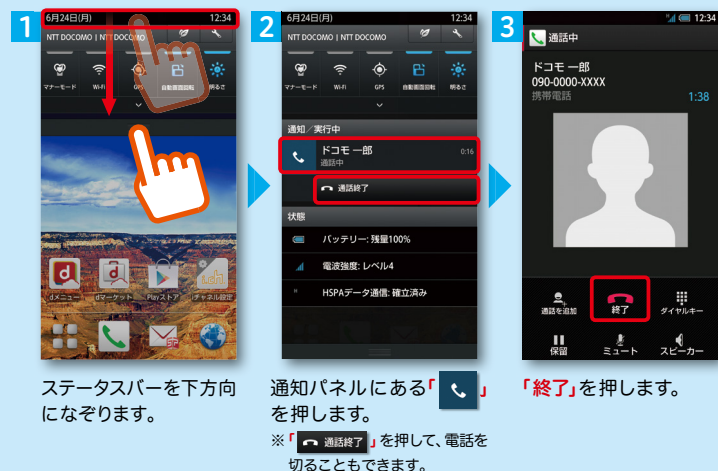 1
6月24日(月) 12:34
NTT DOCOMO | NTT DOCOMO
マナーモード Wi-Fi GPS 自動画面回転 明るさ
dメニュー dマーケット Playストア iチャネル設定
ステータスバーを下方向
になぞります。
2
6月24日(月) 12:34
NTT DOCOMO | NTT DOCOMO
マナーモード Wi-Fi GPS 自動画面回転 明るさ
通知/実行中
ドコモ 一郎 0:16
通話中
通話終了
状態
バッテリー: 残量100%
電波強度: レベル4
HSPAデータ通信: 確立済み
通知パネルにある「 」
を押します。
※「 通話終了 」を押して、電話を
切ることもできます。
3
12:34
通話中
ドコモ 一郎
090-0000-XXXX
携帯電話 1:38
通話を追加 終了 ダイヤルキー
保留 ミュート スピーカー
「終了」を押します。